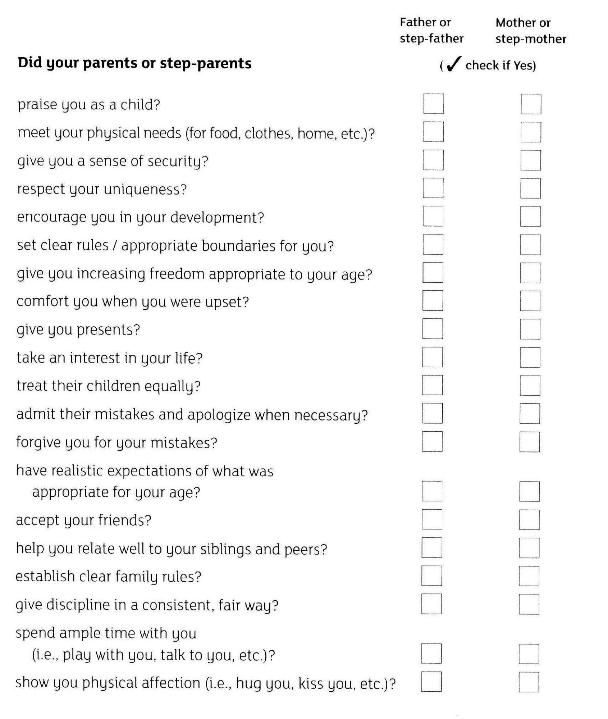 Father or Mother or
step-father step-mother
Did your parents or step-parents (✓ check if Yes)
praise you as a child?
meet your physical needs (for food, clothes, home, etc.)?
give you a sense of security?
respect your uniqueness?
encourage you in your development?
set clear rules / appropriate boundaries for you?
give you increasing freedom appropriate to your age?
comfort you when you were upset?
give you presents?
take an interest in your life?
treat their children equally?
admit their mistakes and apologize when necessary?
forgive you for your mistakes?
have realistic expectations of what was
appropriate for your age?
accept your friends?
help you relate well to your siblings and peers?
establish clear family rules?
give discipline in a consistent, fair way?
spend ample time with you
(i.e., play with you, talk to you, etc.)?
show you physical affection (i.e., hug you, kiss you, etc.)?